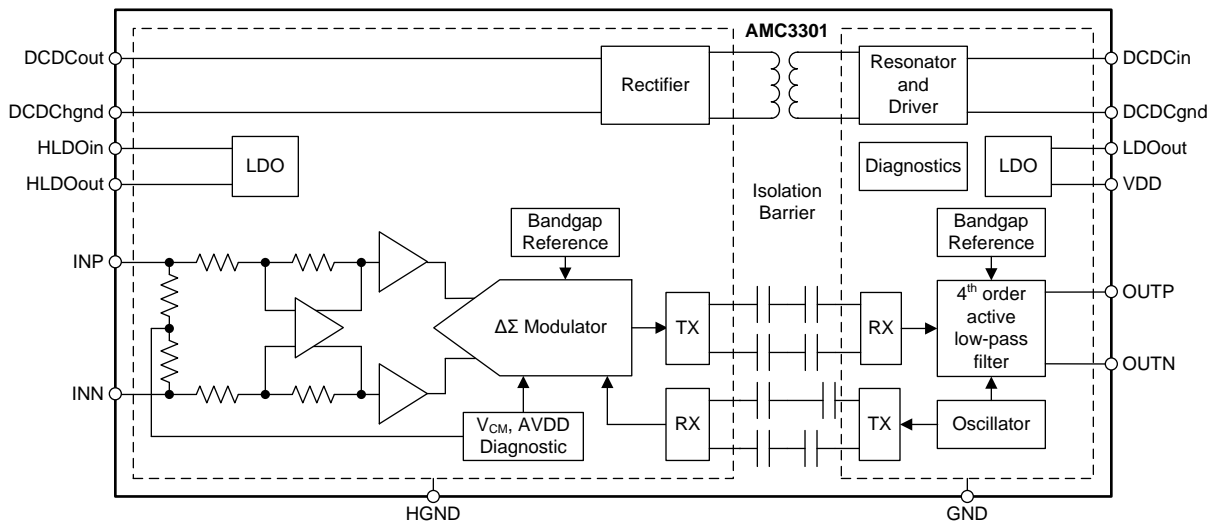 AMC3301
DCDCout
DCDChgnd
HLDOin
HLDOout
INP
INN
Rectifier
Resonator
and
Driver
DCDCin
DCDCgnd
LDOout
VDD
LDO
Diagnostics
LDO
Isolation
Barrier
Bandgap
Reference
Bandgap
Reference
ΔΣ Modulator
TX
RX
4th order
active
low-pass
filter
OUTP
OUTN
VCM, AVDD
Diagnostic
RX
TX
Oscillator
HGND
GND